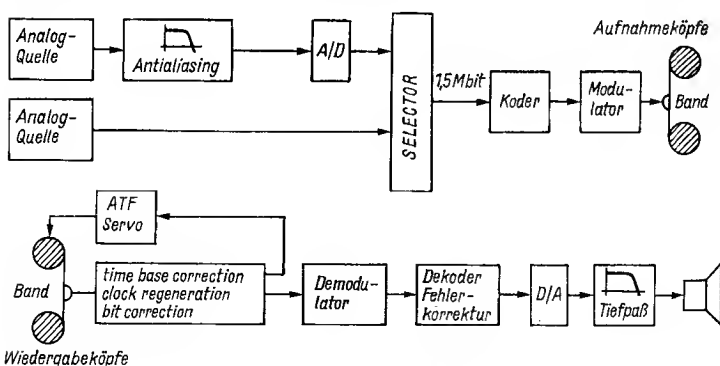 Analog-
Quelle
Antialiasing
A/D
SELECTOR
1,5Mbit
Koder
Modu-
lator
Aufnahmeköpfe
Band
Analog-
Quelle
ATF
Servo
Band
Wiedergabeköpfe
time base correction
clock regeneration
bit correction
Demodu-
lator
Dekoder
Fehler-
korrektur
D/A
Tiefpaß